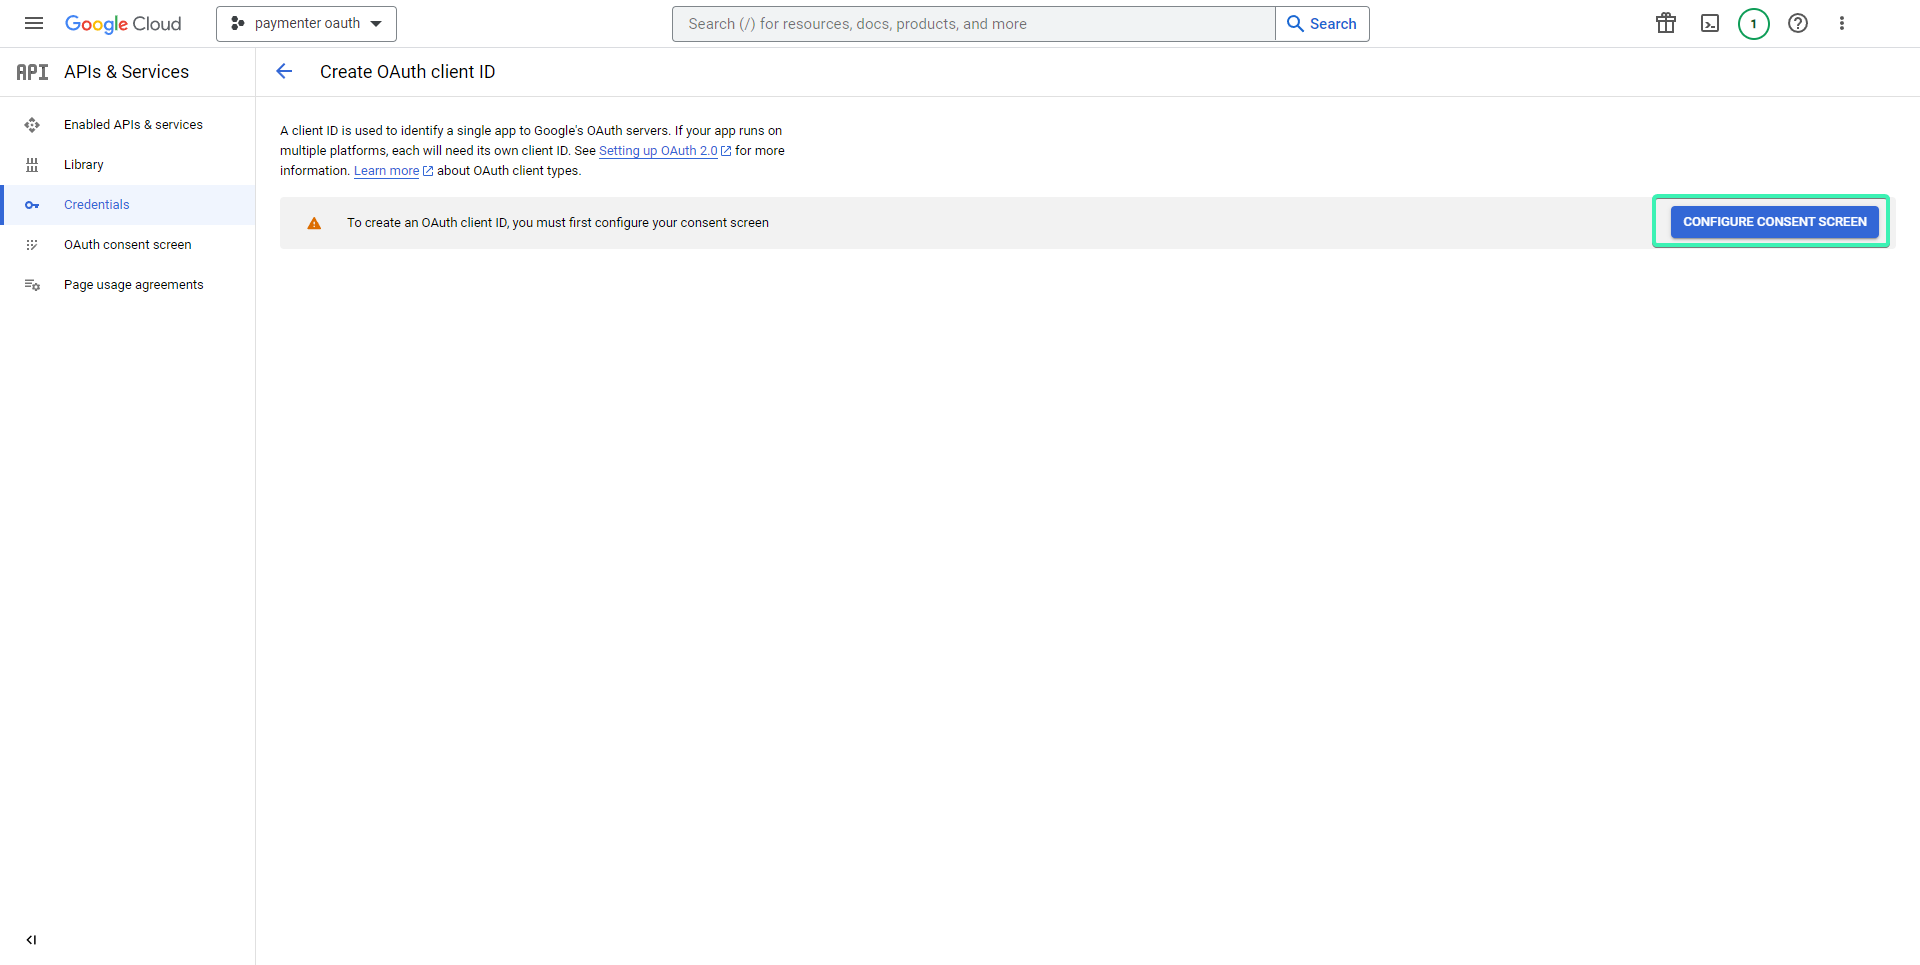 Google Cloud
paymenter oauth
Search (/) for resources, docs, products, and more
Search
1
API
APIs & Services
Create OAuth client ID
Enabled APIs & services
Library
Credentials
OAuth consent screen
Page usage agreements
A client ID is used to identify a single app to Google's OAuth servers. If your app runs on
multiple platforms, each will need its own client ID. See Setting up OAuth 2.0 for more
information. Learn more about OAuth client types.
To create an OAuth client ID, you must first configure your consent screen
CONFIGURE CONSENT SCREEN